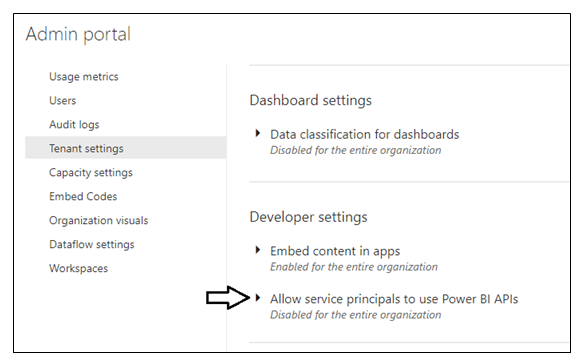 Admin portal
Usage metrics
Users
Audit logs
Tenant settings
Capacity settings
Embed Codes
Organization visuals
Dataflow settings
Workspaces
Dashboard settings
Data classification for dashboards
Disabled for the entire organization
Developer settings
Embed content in apps
Enabled for the entire organization
Allow service principals to use Power BI APIs
Disabled for the entire organization